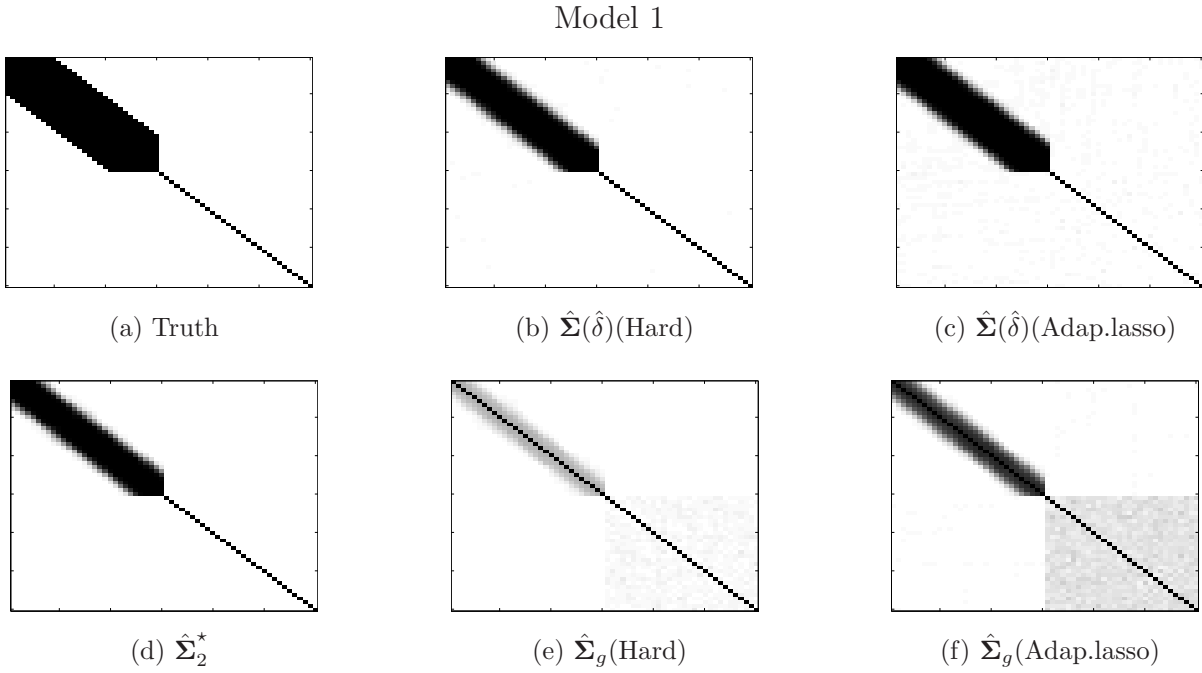 Model 1
(a) Truth
(b) Σ̂(δ̂)(Hard)
(c) Σ̂(δ̂)(Adap.lasso)
(d) Σ̂₂⋆
(e) Σ̂g(Hard)
(f) Σ̂g(Adap.lasso)